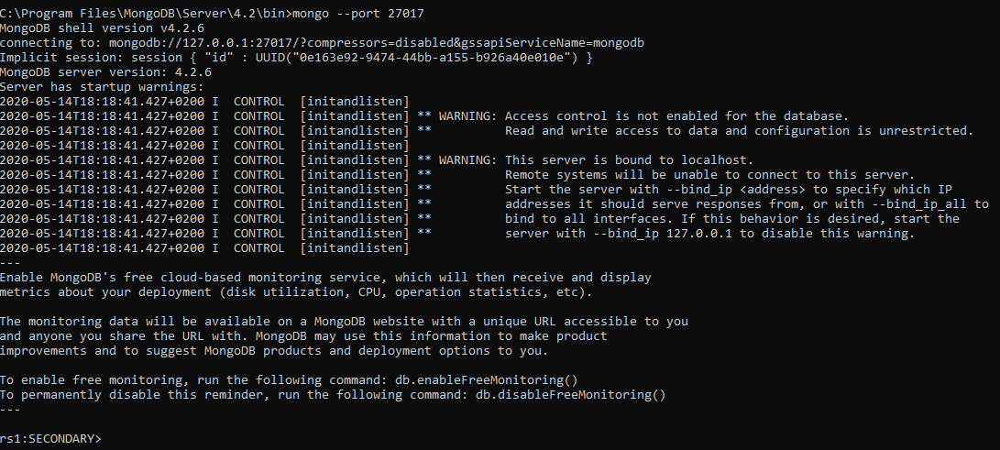 C:\Program Files\MongoDB\Server\4.2\bin>mongo --port 27017
MongoDB shell version v4.2.6
connecting to: mongodb://127.0.0.1:27017/?compressors=disabled&gssapiServiceName=mongodb
Implicit session: session { "id" : UUID("0e163e92-9474-44bb-a155-b926a40e010e") }
MongoDB server version: 4.2.6
Server has startup warnings:
2020-05-14T18:18:41.427+0200 I  CONTROL  [initandlisten]
2020-05-14T18:18:41.427+0200 I  CONTROL  [initandlisten] ** WARNING: Access control is not enabled for the database.
2020-05-14T18:18:41.427+0200 I  CONTROL  [initandlisten] **          Read and write access to data and configuration is unrestricted.
2020-05-14T18:18:41.427+0200 I  CONTROL  [initandlisten]
2020-05-14T18:18:41.427+0200 I  CONTROL  [initandlisten] ** WARNING: This server is bound to localhost.
2020-05-14T18:18:41.427+0200 I  CONTROL  [initandlisten] **          Remote systems will be unable to connect to this server.
2020-05-14T18:18:41.427+0200 I  CONTROL  [initandlisten] **          Start the server with --bind_ip <address> to specify which IP
2020-05-14T18:18:41.427+0200 I  CONTROL  [initandlisten] **          addresses it should serve responses from, or with --bind_ip_all to
2020-05-14T18:18:41.427+0200 I  CONTROL  [initandlisten] **          bind to all interfaces. If this behavior is desired, start the
2020-05-14T18:18:41.427+0200 I  CONTROL  [initandlisten] **          server with --bind_ip 127.0.0.1 to disable this warning.
2020-05-14T18:18:41.427+0200 I  CONTROL  [initandlisten]
---
Enable MongoDB's free cloud-based monitoring service, which will then receive and display
metrics about your deployment (disk utilization, CPU, operation statistics, etc).

The monitoring data will be available on a MongoDB website with a unique URL accessible to you
and anyone you share the URL with. MongoDB may use this information to make product
improvements and to suggest MongoDB products and deployment options to you.

To enable free monitoring, run the following command: db.enableFreeMonitoring()
To permanently disable this reminder, run the following command: db.disableFreeMonitoring()
---

rs1:SECONDARY>